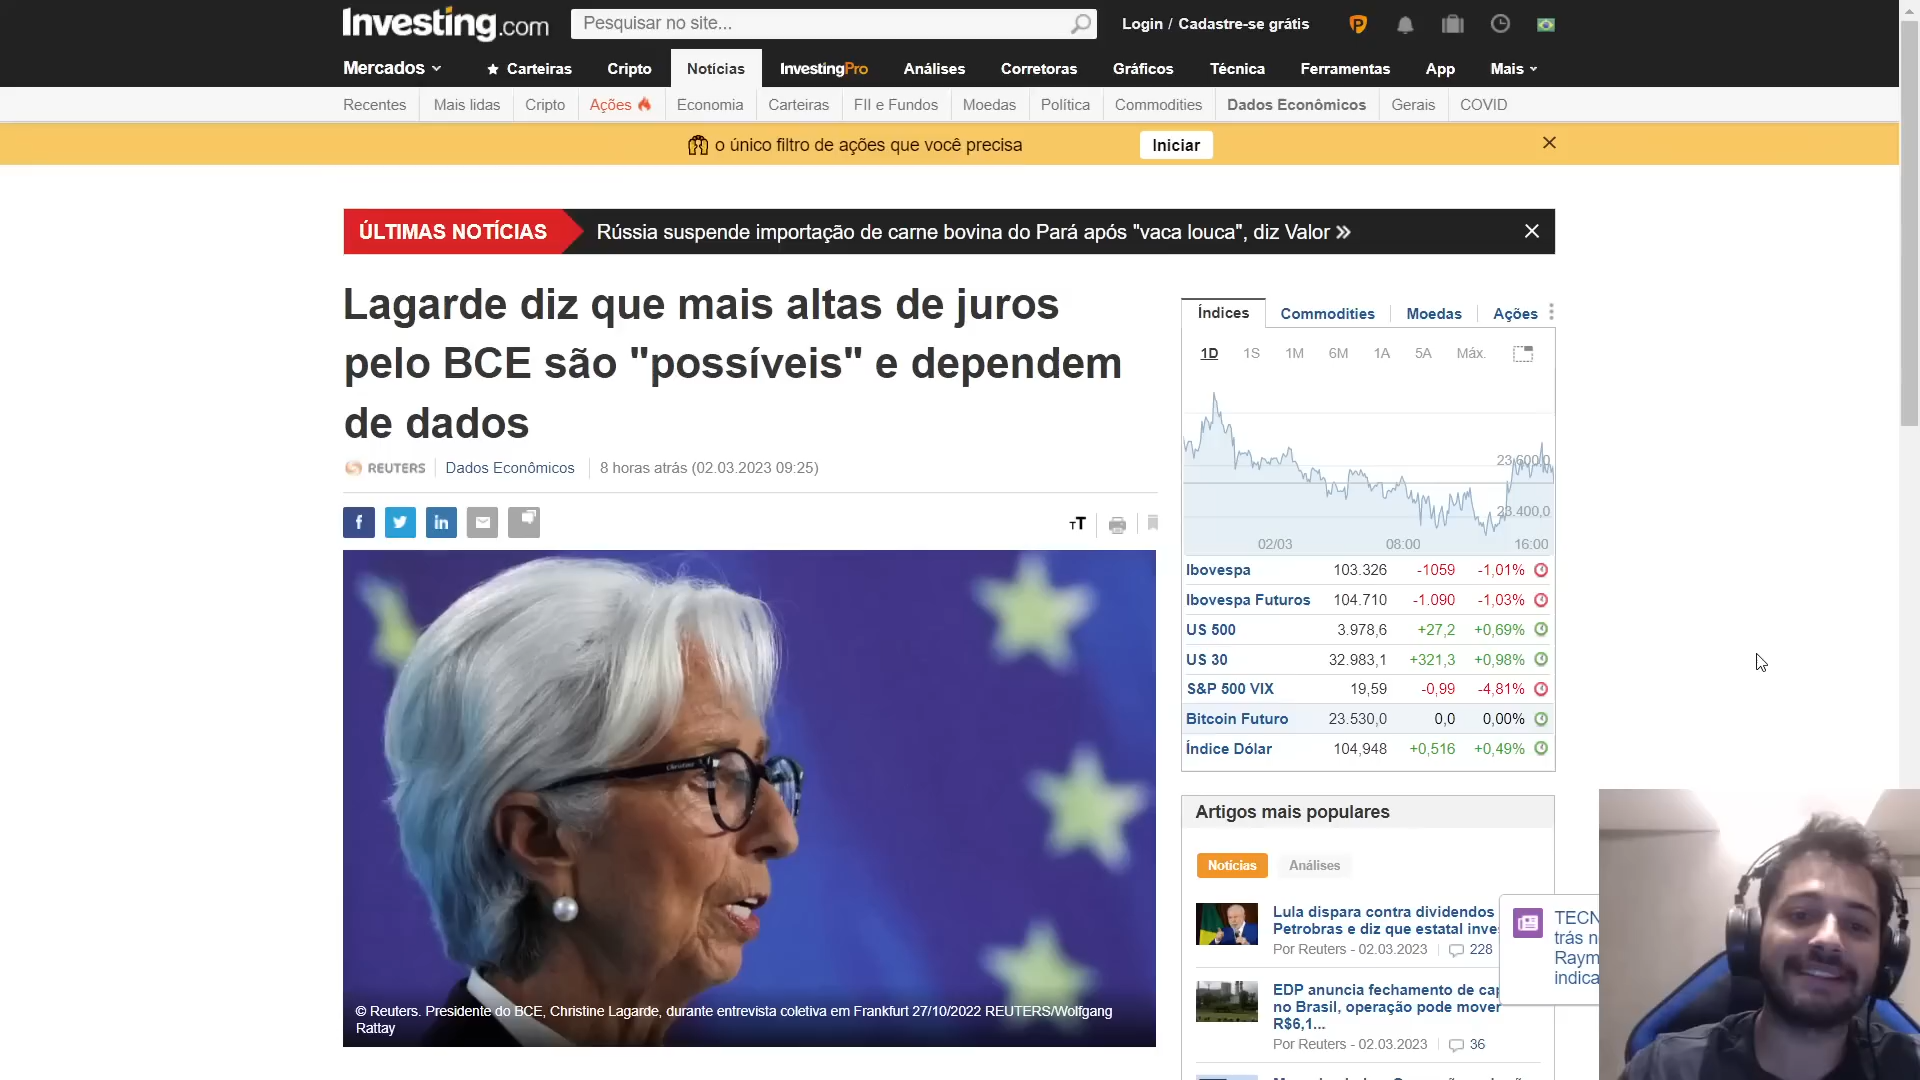 Investing.com
Pesquisar no site...
Login / Cadastre-se grátis
Mercados
Carteiras
Cripto
Notícias
InvestingPro
Análises
Corretoras
Gráficos
Técnica
Ferramentas
App
Mais
Recentes
Mais lidas
Cripto
Ações
Economia
Carteiras
FII e Fundos
Moedas
Política
Commodities
Dados Econômicos
Gerais
COVID
o único filtro de ações que você precisa
Iniciar
ÚLTIMAS NOTÍCIAS
Rússia suspende importação de carne bovina do Pará após "vaca louca", diz Valor »
Lagarde diz que mais altas de juros
pelo BCE são "possíveis" e dependem
de dados
REUTERS
Dados Econômicos
8 horas atrás (02.03.2023 09:25)
© Reuters. Presidente do BCE, Christine Lagarde, durante entrevista coletiva em Frankfurt 27/10/2022 REUTERS/Wolfgang
Rattay
Índices
Commodities
Moedas
Ações
1D 1S 1M 6M 1A 5A Máx.
23.600,0
23.400,0
02/03 08:00 16:00
Ibovespa 103.326 -1059 -1,01%
Ibovespa Futuros 104.710 -1.090 -1,03%
US 500 3.978,6 +27,2 +0,69%
US 30 32.983,1 +321,3 +0,98%
S&P 500 VIX 19,59 -0,99 -4,81%
Bitcoin Futuro 23.530,0 0,0 0,00%
Índice Dólar 104,948 +0,516 +0,49%
Artigos mais populares
Notícias
Análises
Lula dispara contra dividendos
Petrobras e diz que estatal inve
Por Reuters - 02.03.2023 228
EDP anuncia fechamento de cap
no Brasil, operação pode mover
R$6,1...
Por Reuters - 02.03.2023 36
TECN
trás n
Raym
indica